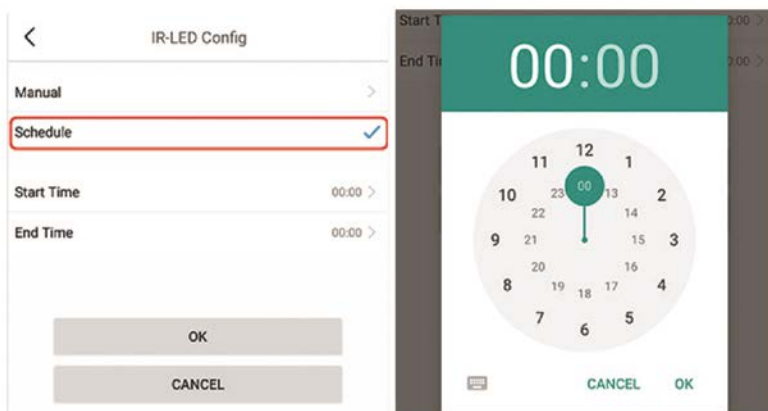 IR-LED Config
Manual
Schedule
Start Time 00:00
End Time 00:00
OK
CANCEL
Start T 0:00
End Ti 0:00
00:00
12
11 1
00
23 13
10 2
22 14
9 21 15 3
20 16
8 4
19 17
18
7 5
6
CANCEL OK